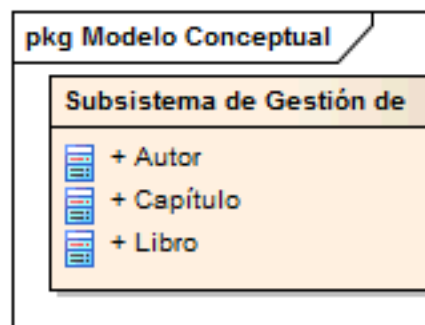 pkg Modelo Conceptual
Subsistema de Gestión de
+ Autor
+ Capítulo
+ Libro